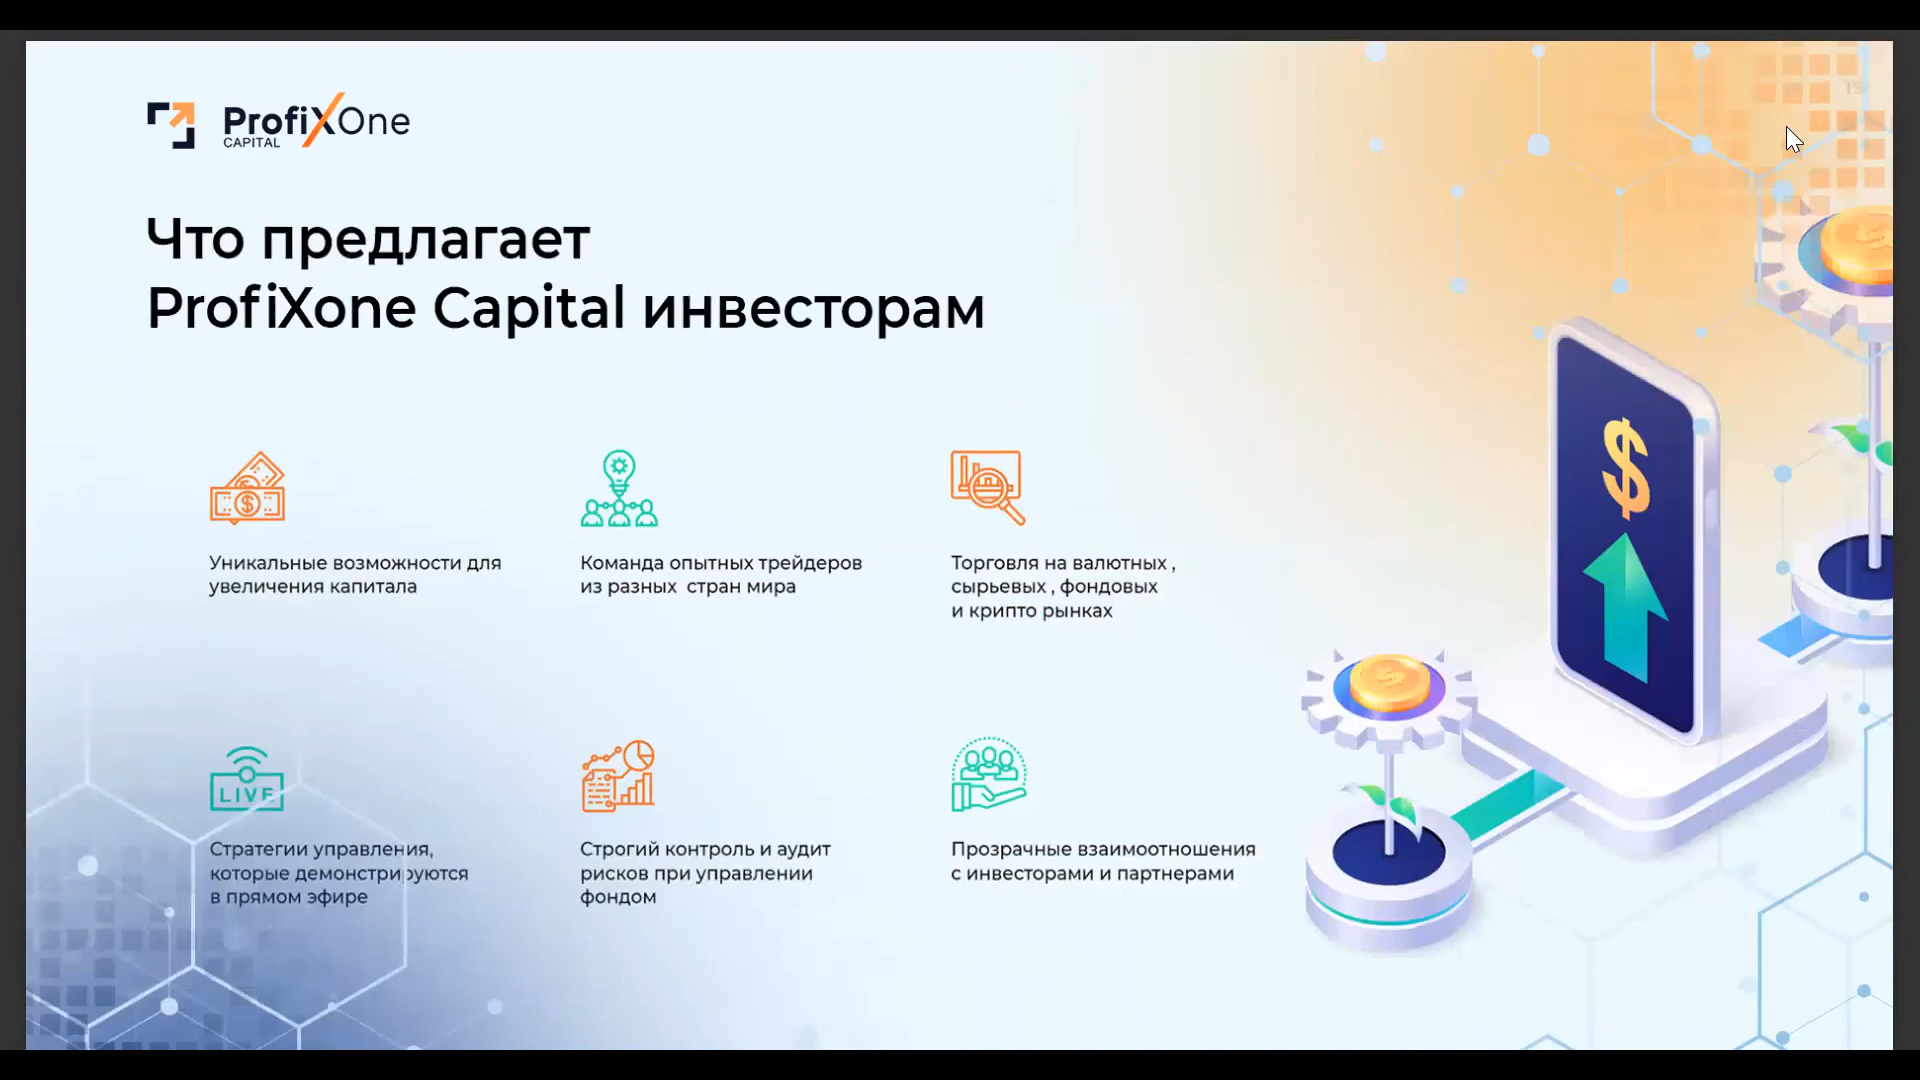 ProfiXOne
CAPITAL
Что предлагает
ProfiXone Capital инвесторам
Уникальные возможности для
увеличения капитала
Команда опытных трейдеров
из разных стран мира
Торговля на валютных ,
сырьевых , фондовых
и крипто рынках
LIVE
Стратегии управления,
которые демонстрируются
в прямом эфире
Строгий контроль и аудит
рисков при управлении
фондом
Прозрачные взаимоотношения
с инвесторами и партнерами
$